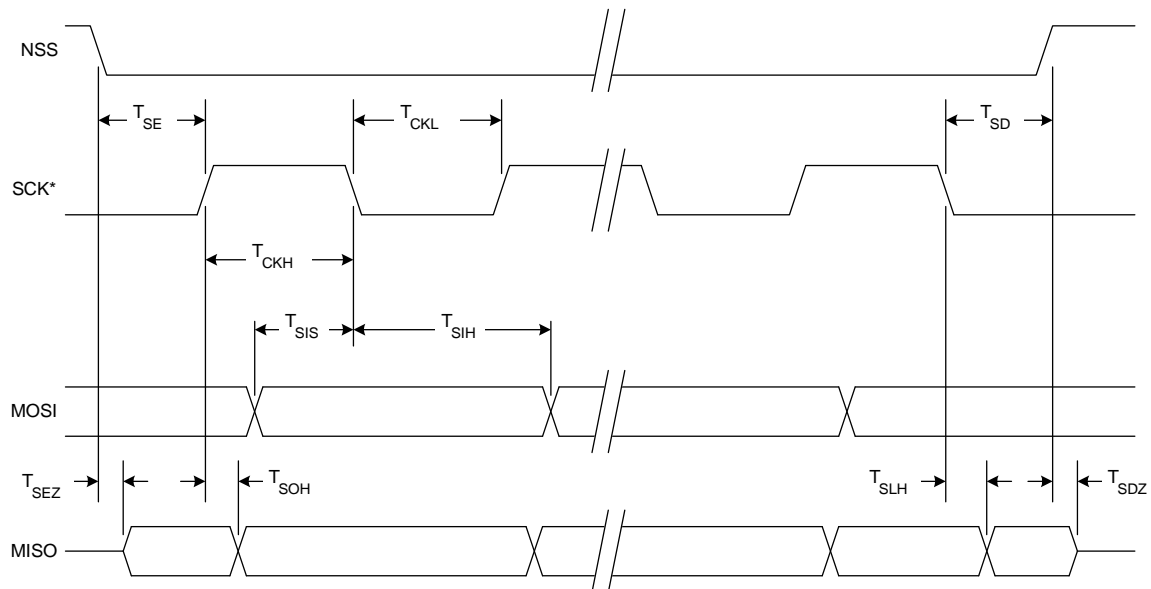 NSS
T_SE
T_CKL
T_SD
SCK*
T_CKH
T_SIS
T_SIH
MOSI
T_SEZ
T_SOH
T_SLH
T_SDZ
MISO